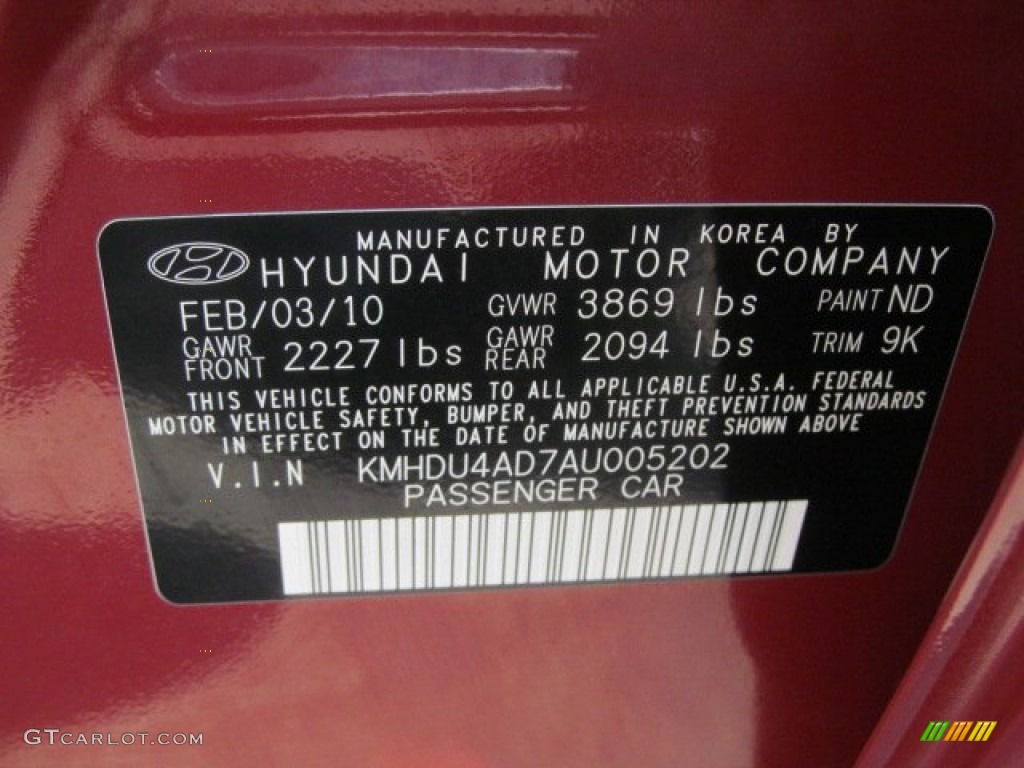 MANUFACTURED IN KOREA BY
HYUNDAI MOTOR COMPANY
FEB/03/10 GVWR 3869 lbs PAINT ND
GAWR FRONT 2227 lbs GAWR REAR 2094 lbs TRIM 9K
THIS VEHICLE CONFORMS TO ALL APPLICABLE U.S.A. FEDERAL
MOTOR VEHICLE SAFETY, BUMPER, AND THEFT PREVENTION STANDARDS
IN EFFECT ON THE DATE OF MANUFACTURE SHOWN ABOVE
V.I.N KMHDU4AD7AU005202
PASSENGER CAR
GTCARLOT.COM